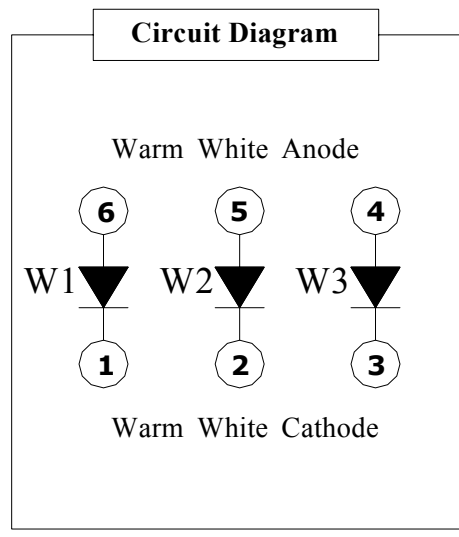 Circuit Diagram
Warm White Anode
6 5 4
W1 W2 W3
1 2 3
Warm White Cathode